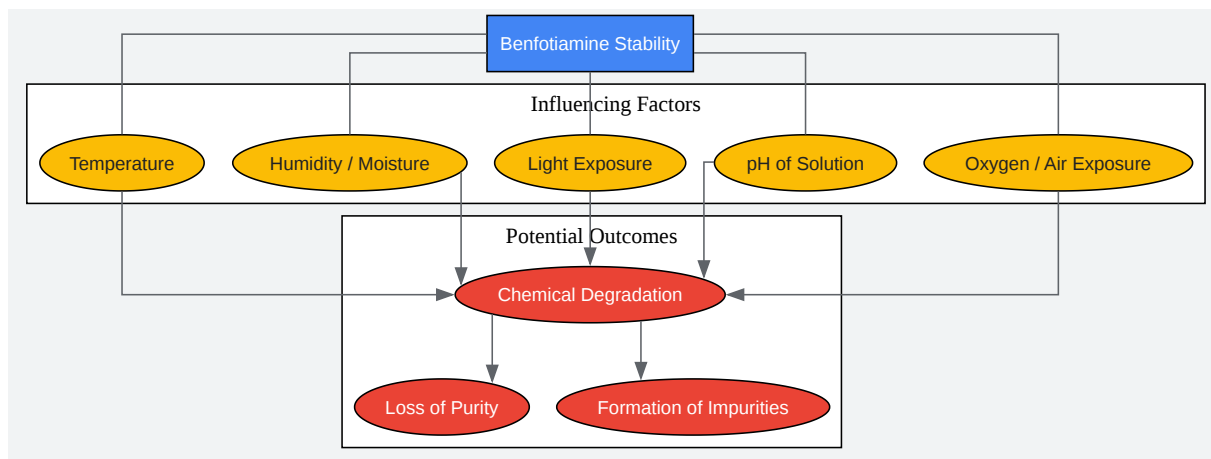 Benfotiamine Stability
Influencing Factors
Temperature
Humidity / Moisture
Light Exposure
pH of Solution
Oxygen / Air Exposure
Potential Outcomes
Chemical Degradation
Loss of Purity
Formation of Impurities